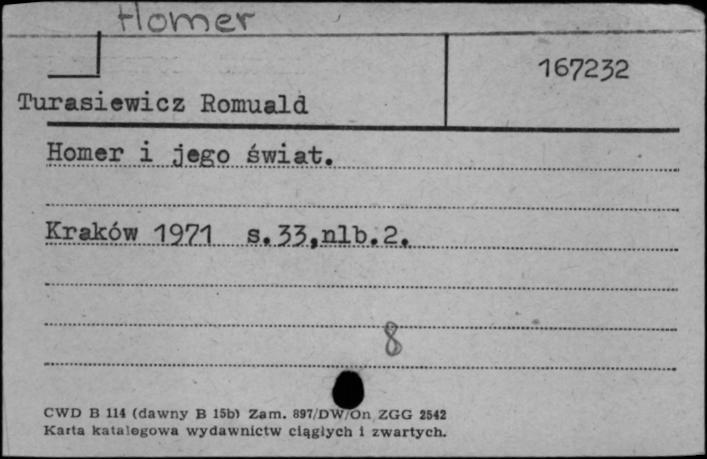 Homer
167232
Turasiewicz Romuald
Homer i jego świat.
Kraków 1971 s.33,nlb.2.
8
CWD B 114 (dawny B 15b) Zam. 897/DW/On ZGG 2542
Karta katalogowa wydawnictw ciągłych i zwartych.